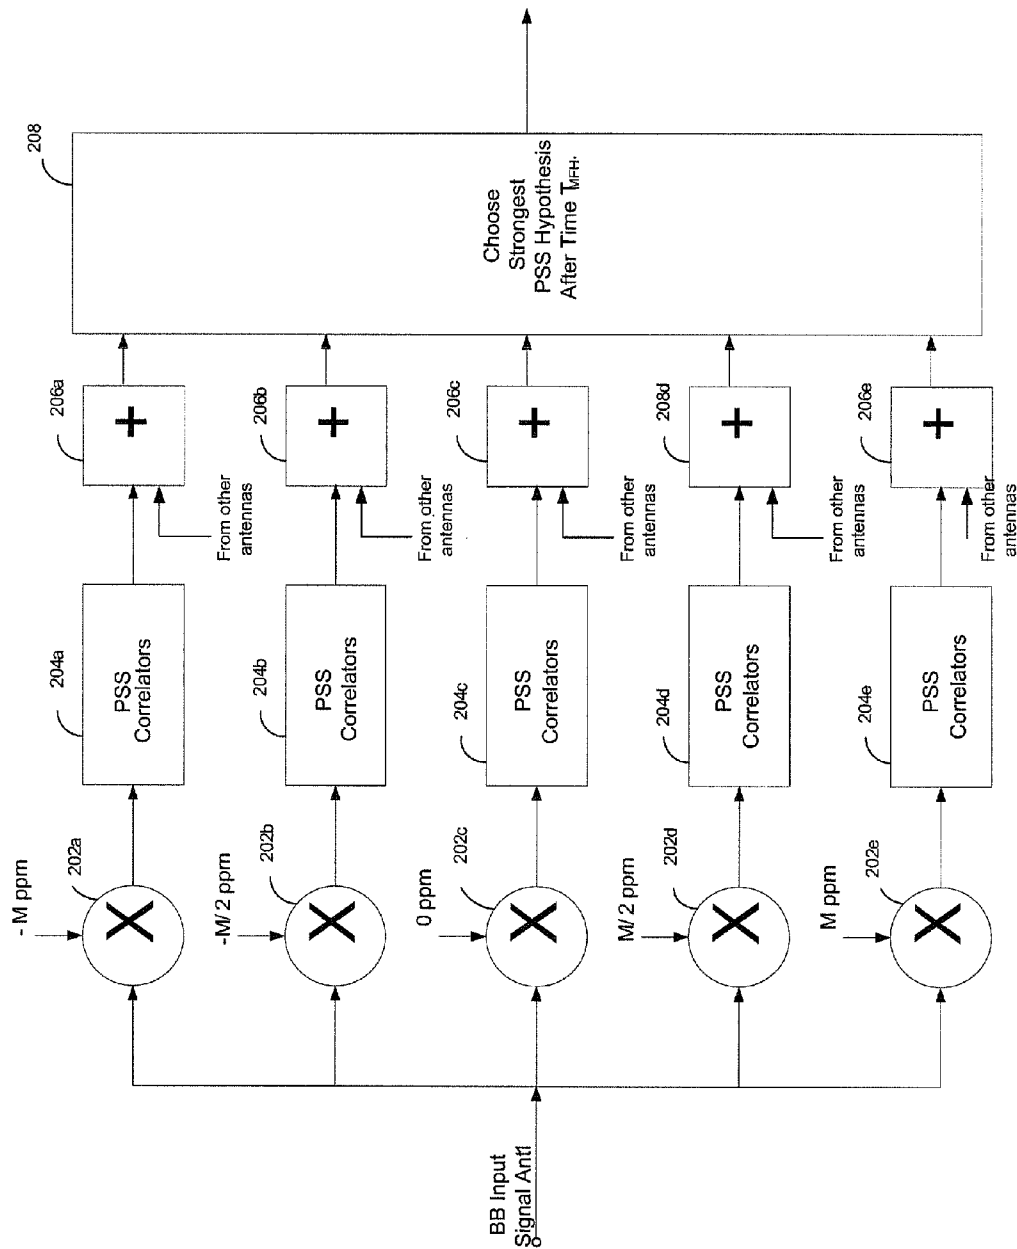 BB Input
Signal Ant1
- M ppm
202a
PSS
Correlators
204a
From other
antennas
+
206a
-M/ 2 ppm
202b
PSS
Correlators
204b
From other
antennas
+
206b
0 ppm
202c
PSS
Correlators
204c
From other
antennas
+
206c
M/ 2 ppm
202d
PSS
Correlators
204d
From other
antennas
+
208d
M ppm
202e
PSS
Correlators
204e
From other
antennas
+
206e
Choose
Strongest
PSS Hypothesis
After Time TMFH.
208